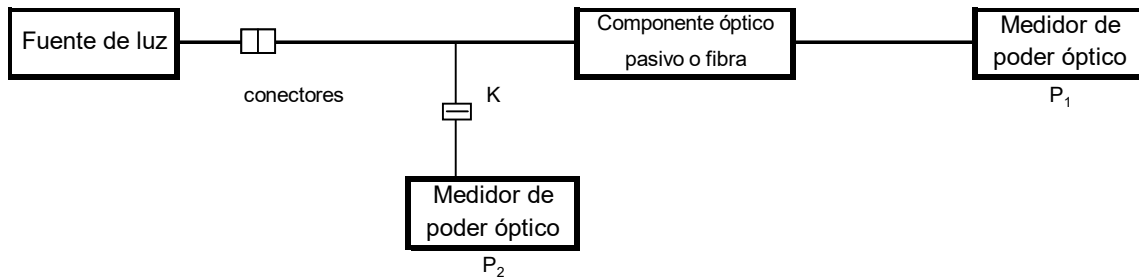 Fuente de luz
conectores
K
Componente óptico
pasivo o fibra
Medidor de
poder óptico
P₁
Medidor de
poder óptico
P₂